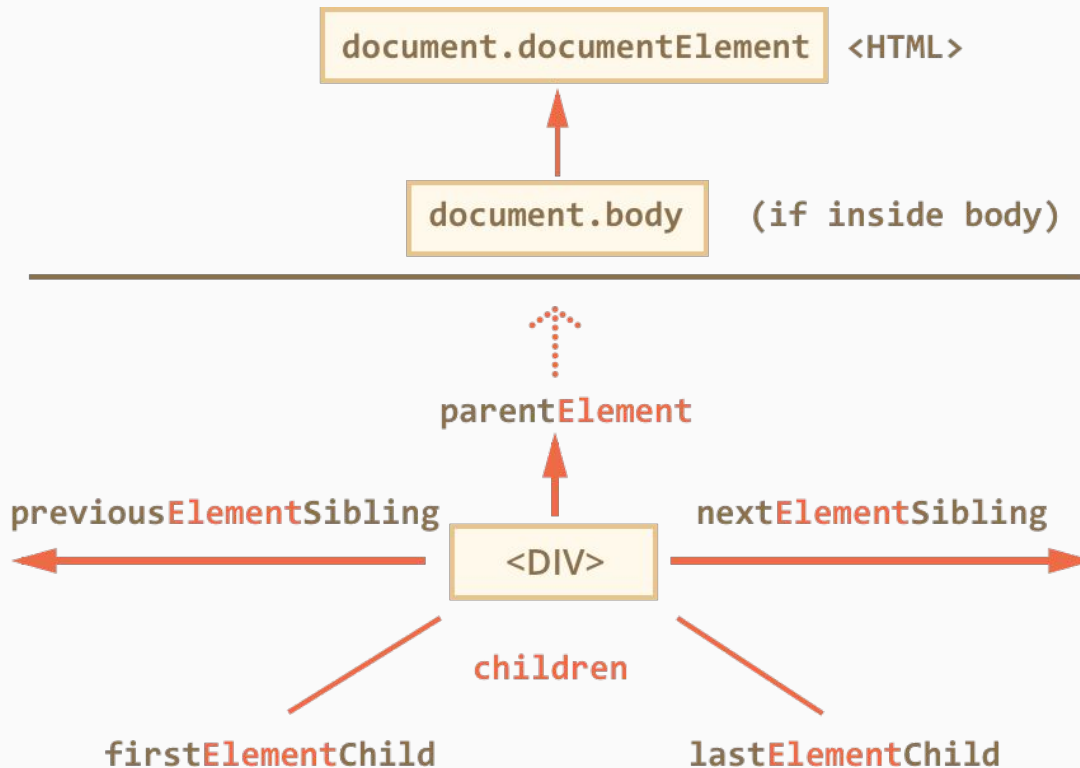 document.documentElement <HTML>
document.body (if inside body)
parentElement
previousElementSibling nextElementSibling
<DIV>
children
firstElementChild lastElementChild